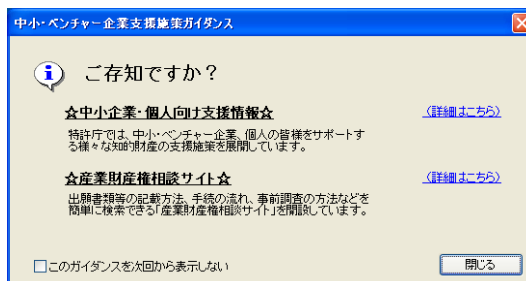 中小・ベンチャー企業支援施策ガイダンス
ご存知ですか？
☆中小企業・個人向け支援情報☆
（詳細はこちら）
特許庁では、中小・ベンチャー企業、個人の皆様をサポートす
る様々な知的財産の支援施策を展開しています。
☆産業財産権相談サイト☆
（詳細はこちら）
出願書類等の記載方法、手続の流れ、事前調査の方法などを
簡単に検索できる「産業財産権相談サイト」を開設しています。
このガイダンスを次回から表示しない
閉じる